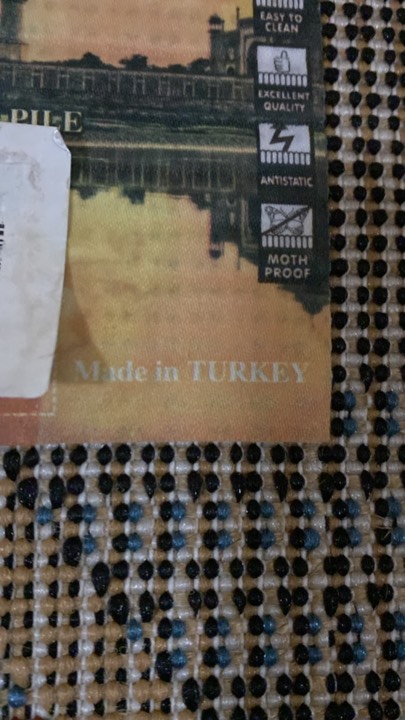 EASY TO
CLEAN
EXCELLENT
QUALITY
-PILE
ANTISTATIC
MOTH
PROOF
Made in TURKEY